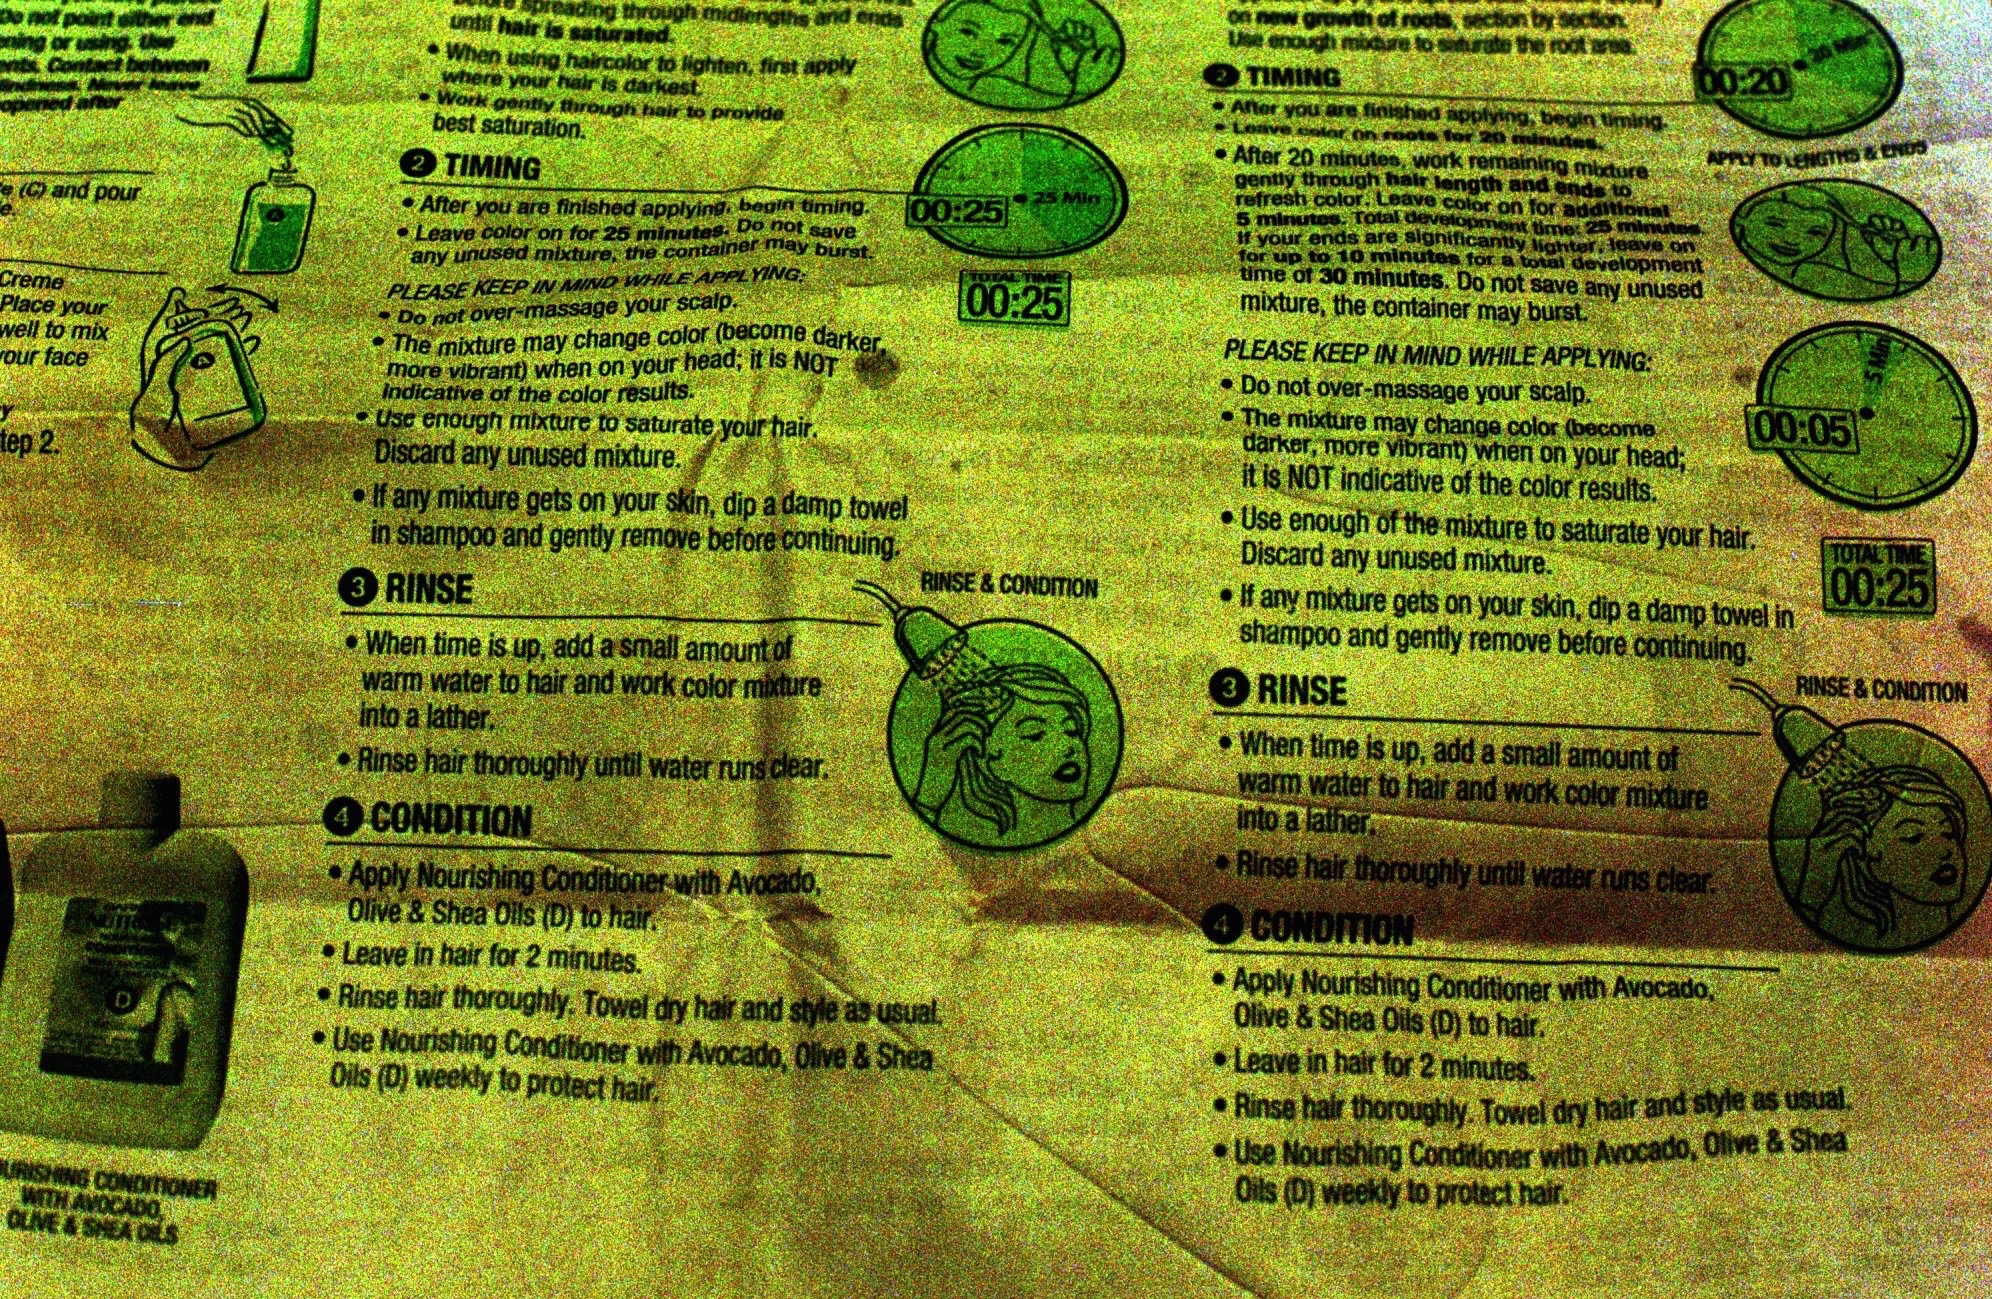 Do not point either end
or using. Use
Contact between
Never leave
opened after
(C) and pour
Creme
Place your
well to mix
your face
tep 2.
D
URISHING CONDITIONER
WITH AVOCADO,
OLIVE & SHEA OILS
before spreading through midlengths and ends
until hair is saturated.
• When using haircolor to lighten, first apply
where your hair is darkest
• Work gently through hair to provide
best saturation.
2 TIMING
• After you are finished applying, begin timing.
• Leave color on for 25 minutes. Do not save
any unused mixture, the container may burst.
PLEASE KEEP IN MIND WHILE APPLYING:
• Do not over-massage your scalp.
• The mixture may change color (become darker,
more vibrant) when on your head; it is NOT
indicative of the color results.
• Use enough mixture to saturate your hair.
Discard any unused mixture.
• If any mixture gets on your skin, dip a damp towel
in shampoo and gently remove before continuing.
25 Min
00:25
TOTAL TIME
00:25
3 RINSE
RINSE & CONDITION
• When time is up, add a small amount of
warm water to hair and work color mixture
into a lather.
• Rinse hair thoroughly until water runs clear.
4 CONDITION
• Apply Nourishing Conditioner with Avocado,
Olive & Shea Oils (D) to hair.
• Leave in hair for 2 minutes.
• Rinse hair thoroughly. Towel dry hair and style as usual.
• Use Nourishing Conditioner with Avocado, Olive & Shea
Oils (D) weekly to protect hair.
on new growth of roots, section by section.
Use enough mixture to saturate the root area.
2 TIMING
• After you are finished applying, begin timing.
• Leave color on roots for 20 minutes.
• After 20 minutes, work remaining mixture
gently through hair length and ends to
refresh color. Leave color on for additional
5 minutes. Total development time: 25 minutes
If your ends are significantly lighter, leave on
for up to 10 minutes for a total development
time of 30 minutes. Do not save any unused
mixture, the container may burst.
PLEASE KEEP IN MIND WHILE APPLYING:
• Do not over-massage your scalp.
• The mixture may change color (become
darker, more vibrant) when on your head;
it is NOT indicative of the color results.
• Use enough of the mixture to saturate your hair.
Discard any unused mixture.
• If any mixture gets on your skin, dip a damp towel in
shampoo and gently remove before continuing.
20 Min
00:20
APPLY TO LENGTHS & ENDS
5 Min
00:05
TOTAL TIME
00:25
3 RINSE
RINSE & CONDITION
• When time is up, add a small amount of
warm water to hair and work color mixture
into a lather.
• Rinse hair thoroughly until water runs clear.
4 CONDITION
• Apply Nourishing Conditioner with Avocado,
Olive & Shea Oils (D) to hair.
• Leave in hair for 2 minutes.
• Rinse hair thoroughly. Towel dry hair and style as usual.
• Use Nourishing Conditioner with Avocado, Olive & Shea
Oils (D) weekly to protect hair.